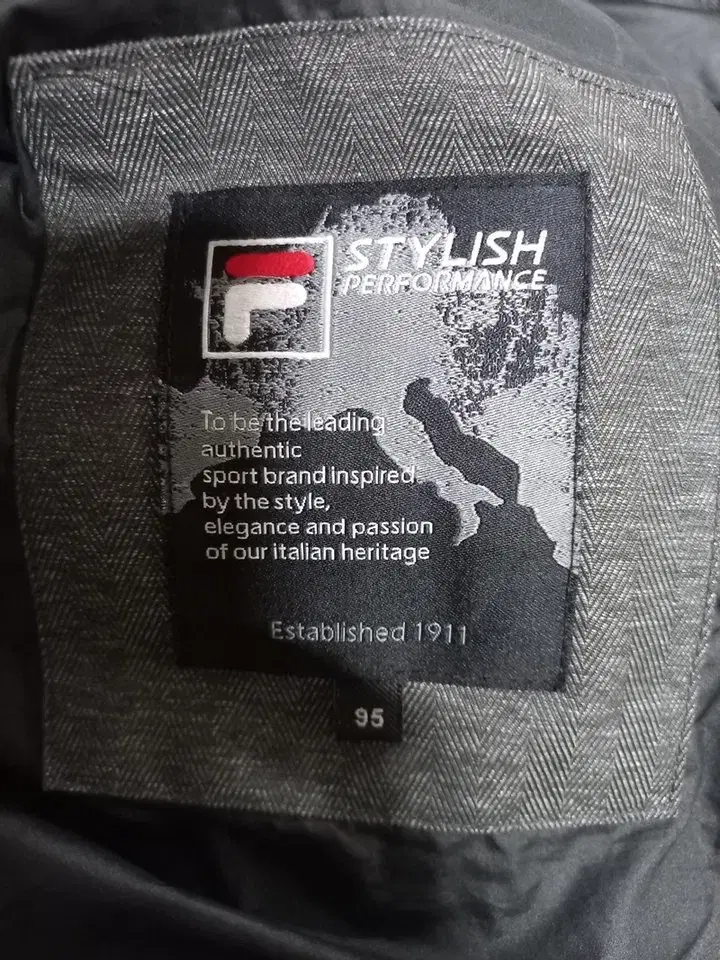 F
STYLISH
PERFORMANCE
To be the leading
authentic
sport brand inspired
by the style,
elegance and passion
of our italian heritage
Established 1911
95